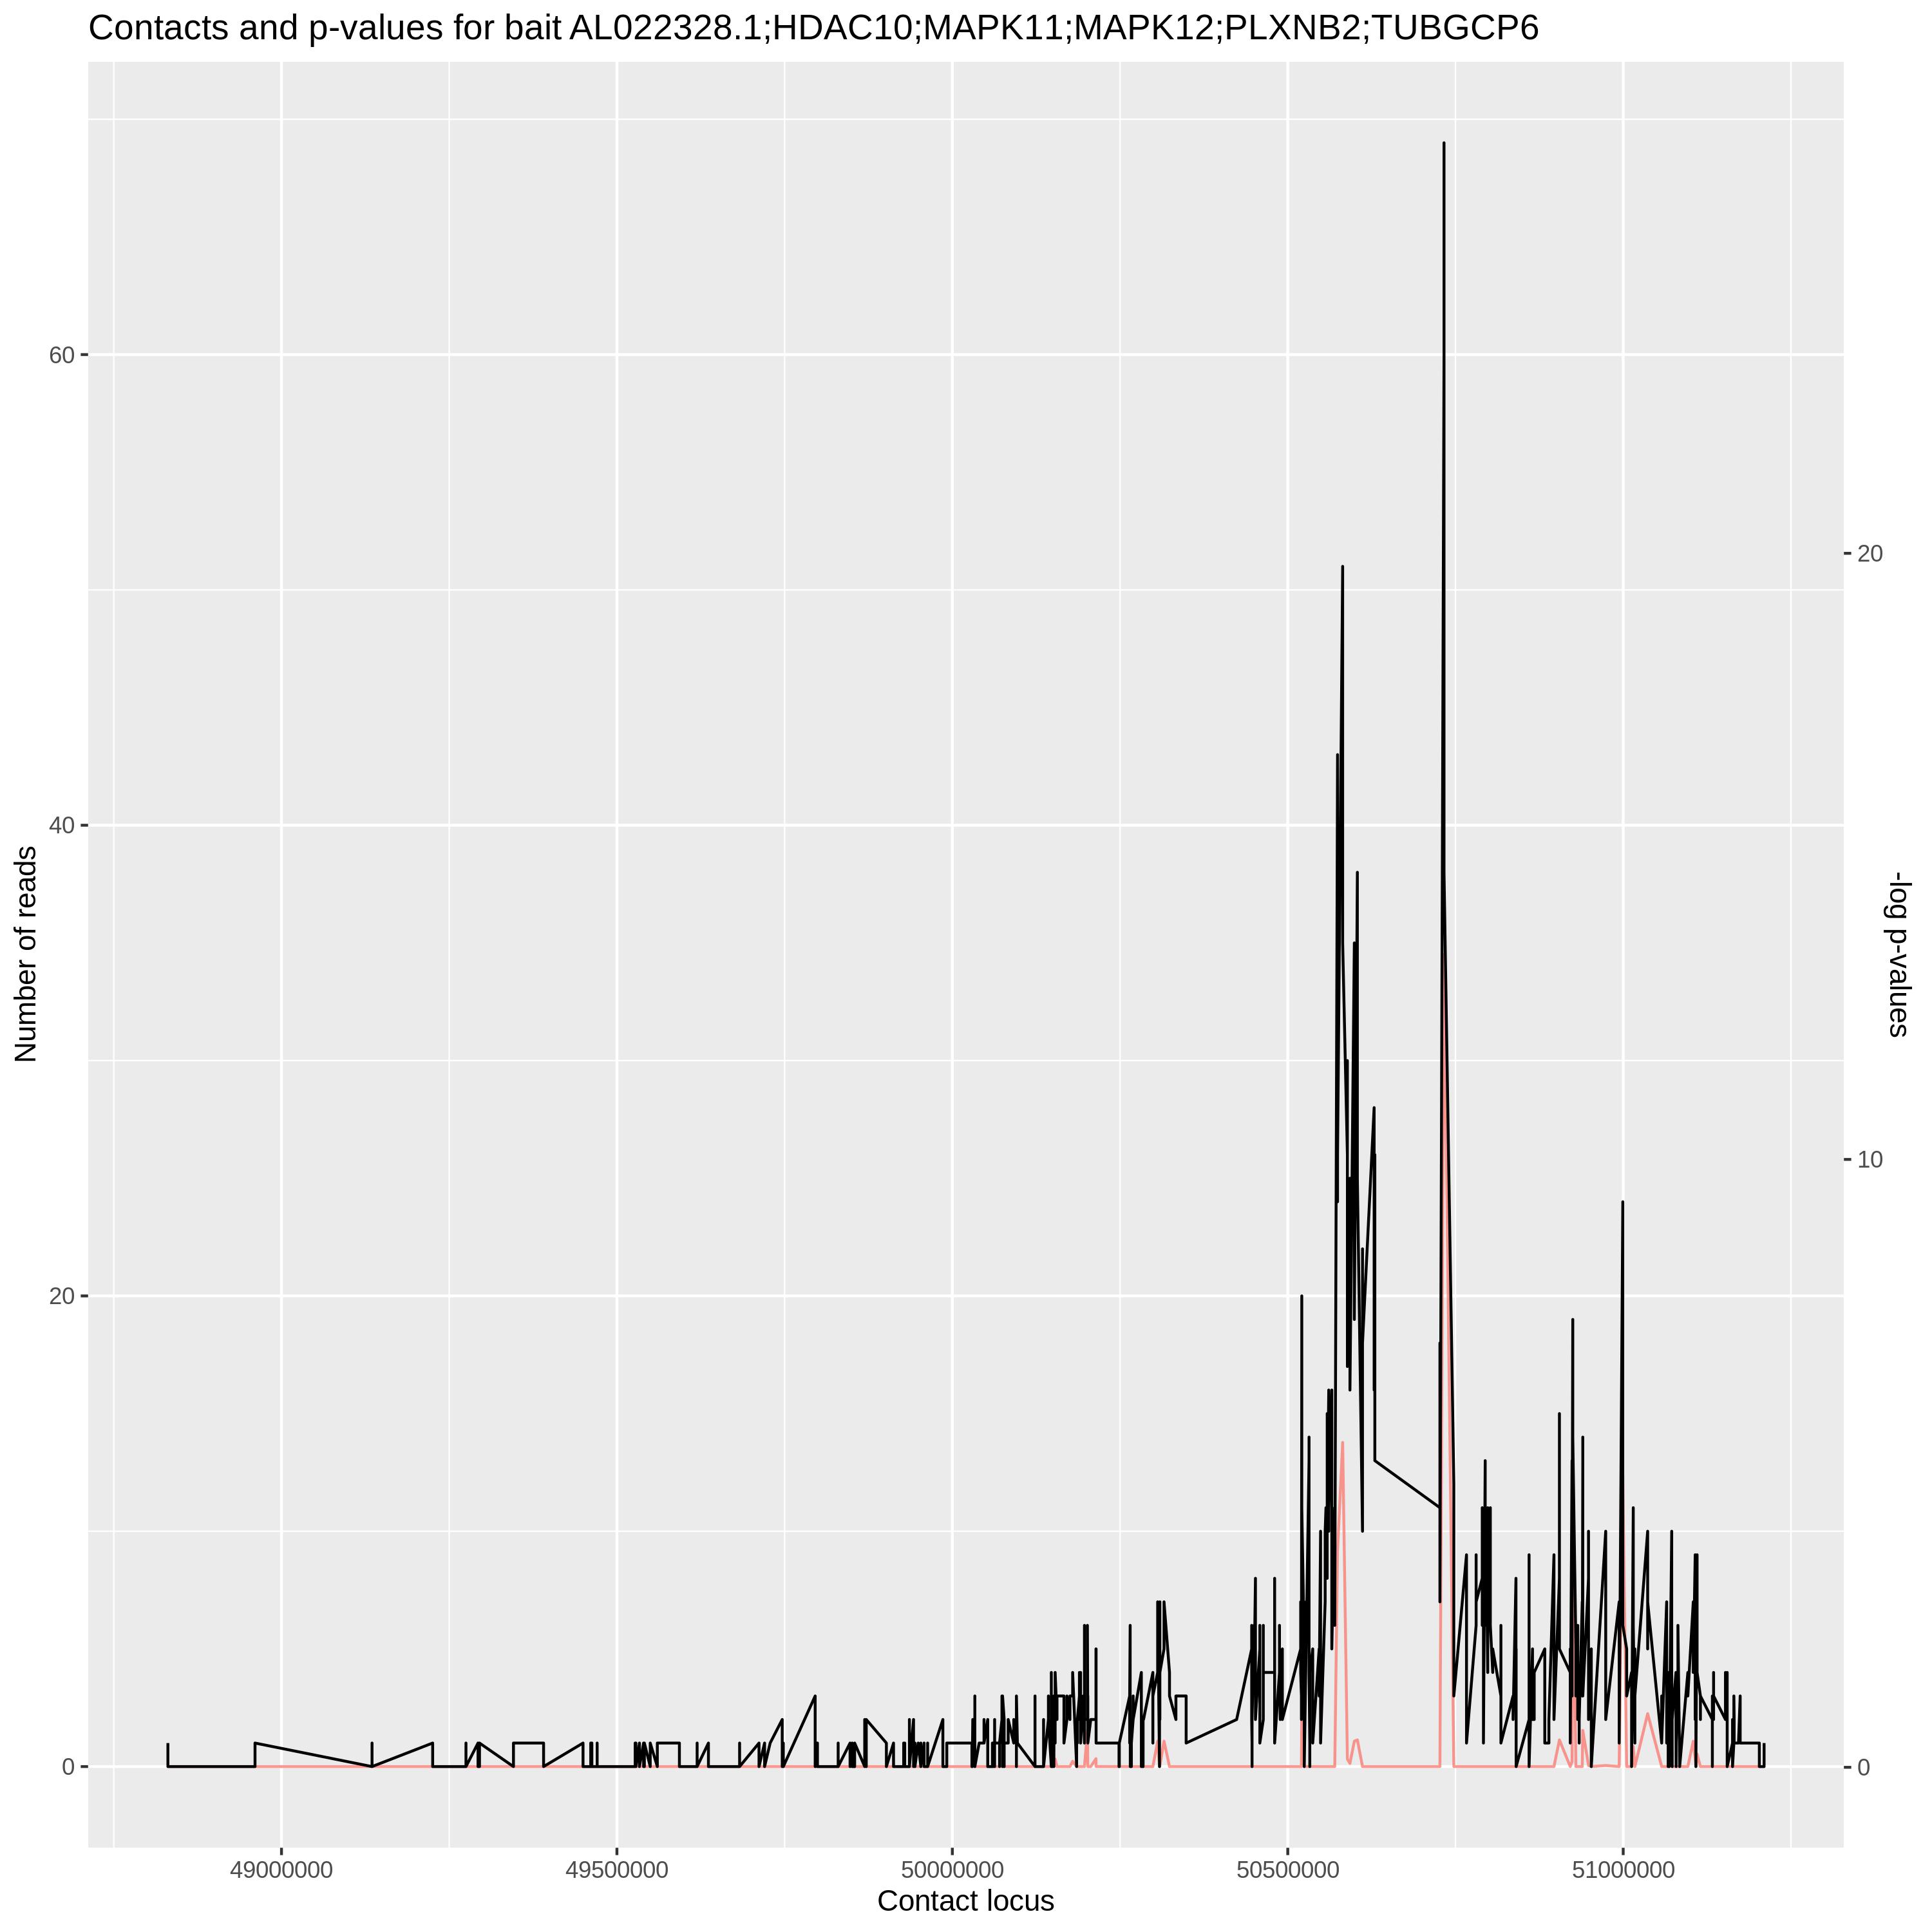 Contacts and p-values for bait AL022328.1;HDAC10;MAPK11;MAPK12;PLXNB2;TUBGCP6
60
40
20
0
Number of reads
20
10
0
-log p-values
49000000 49500000 50000000 50500000 51000000
Contact locus